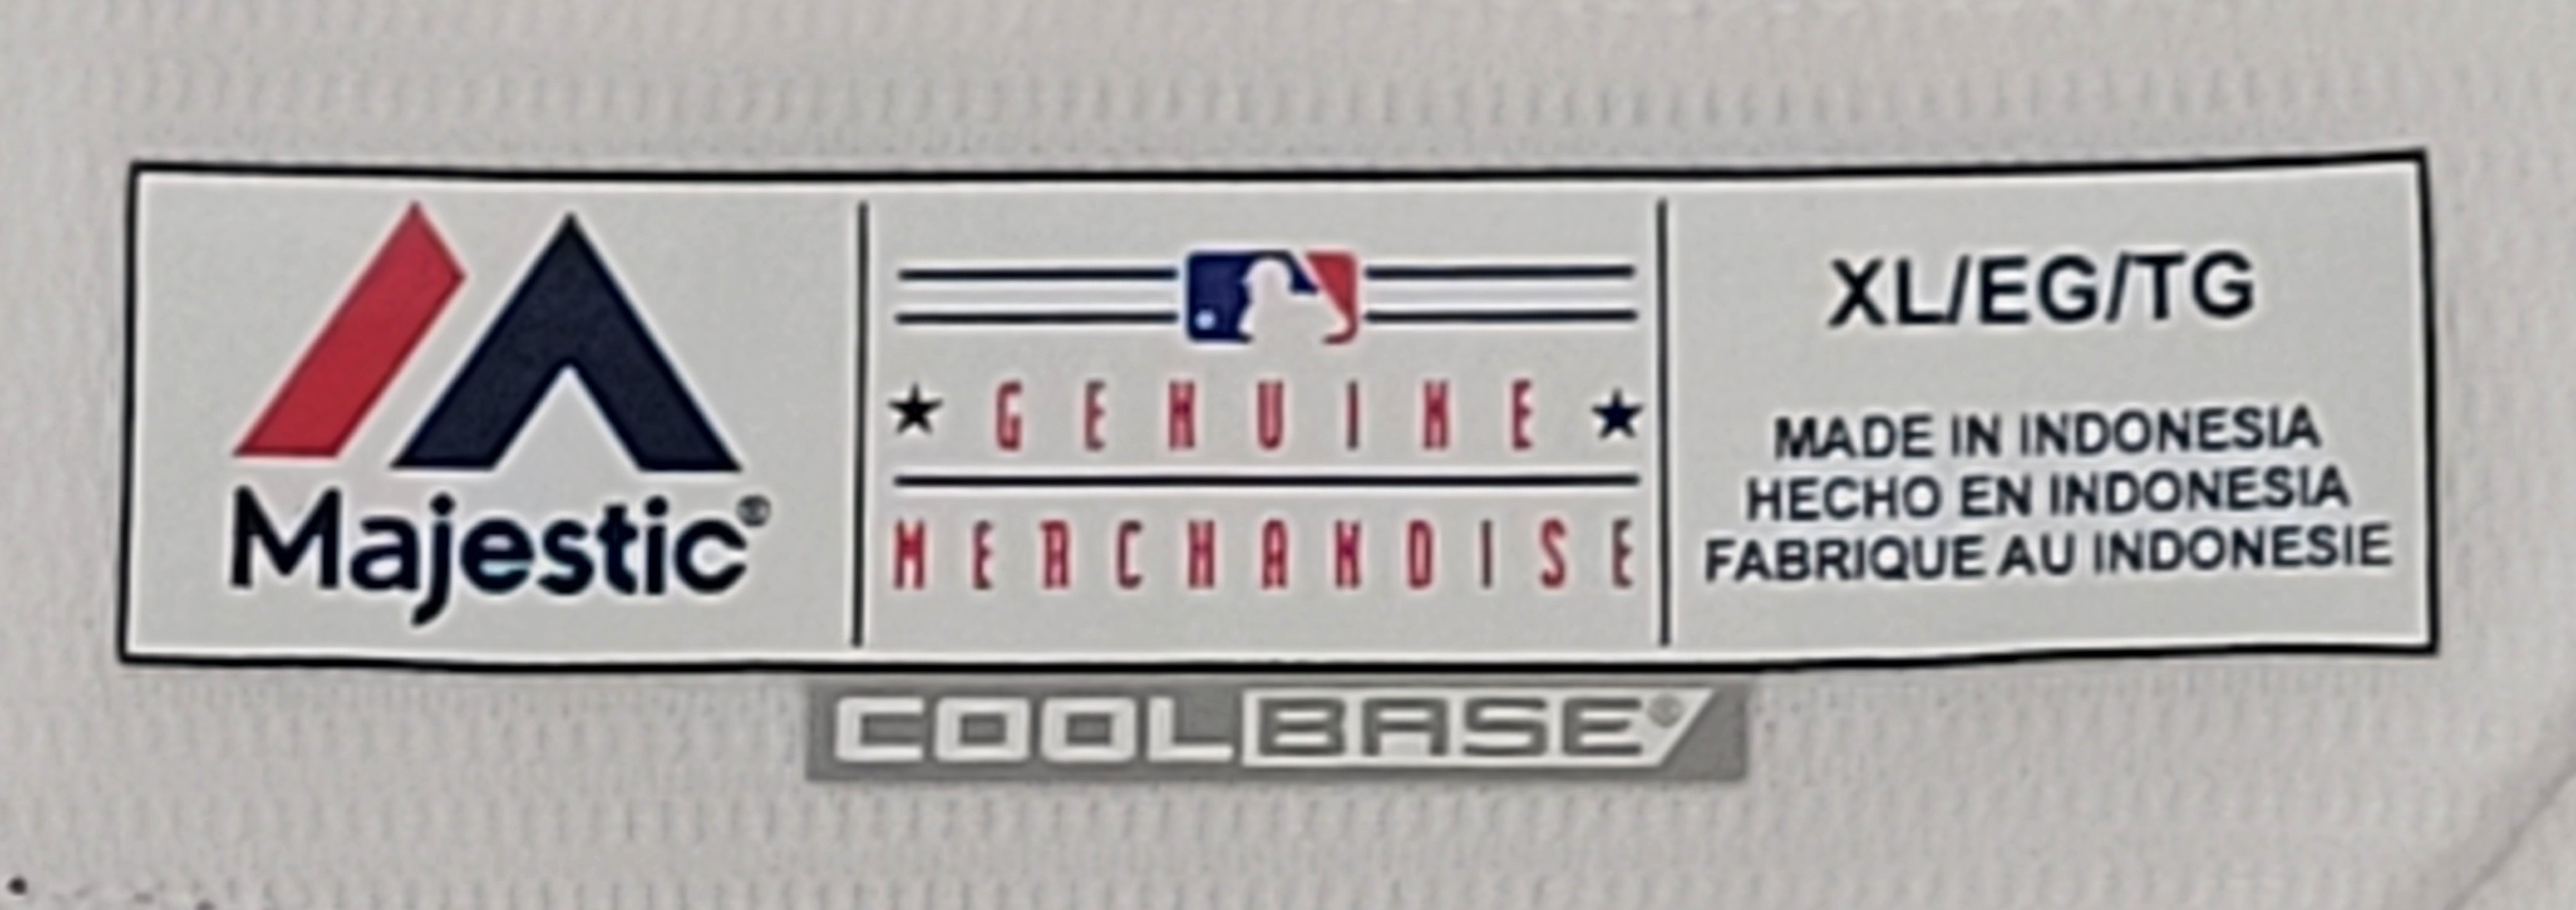 Majestic®
GENUINE
MERCHANDISE
XL/EG/TG
MADE IN INDONESIA
HECHO EN INDONESIA
FABRIQUE AU INDONESIE
COOLBASE®